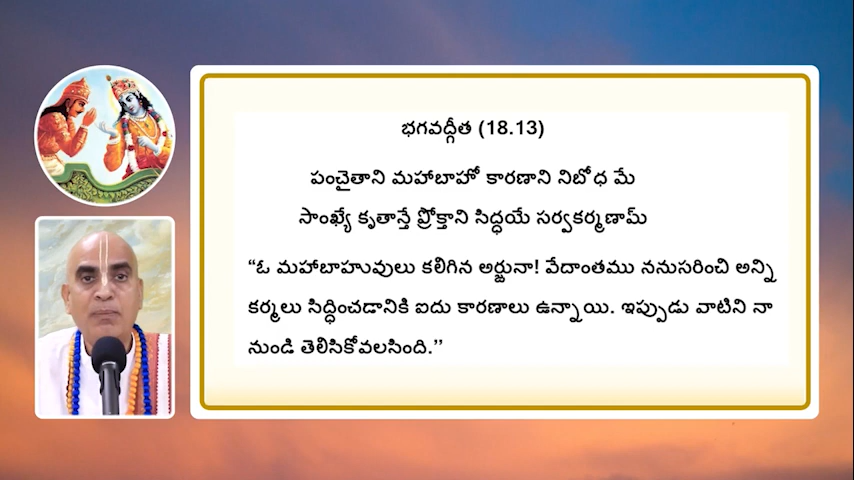 భగవద్గీత (18.13)
పంచైతాని మహాబాహో కారణాని నిబోధ మే
సాంఖ్యే కృతాన్తే ప్రోక్తాని సిద్ధయే సర్వకర్మణామ్
“ఓ మహాబాహువులు కలిగిన అర్జునా! వేదాంతము ననుసరించి అన్ని
కర్మలు సిద్ధించడానికి ఐదు కారణాలు ఉన్నాయి. ఇప్పుడు వాటిని నా
నుండి తెలిసికోవలసింది.’’